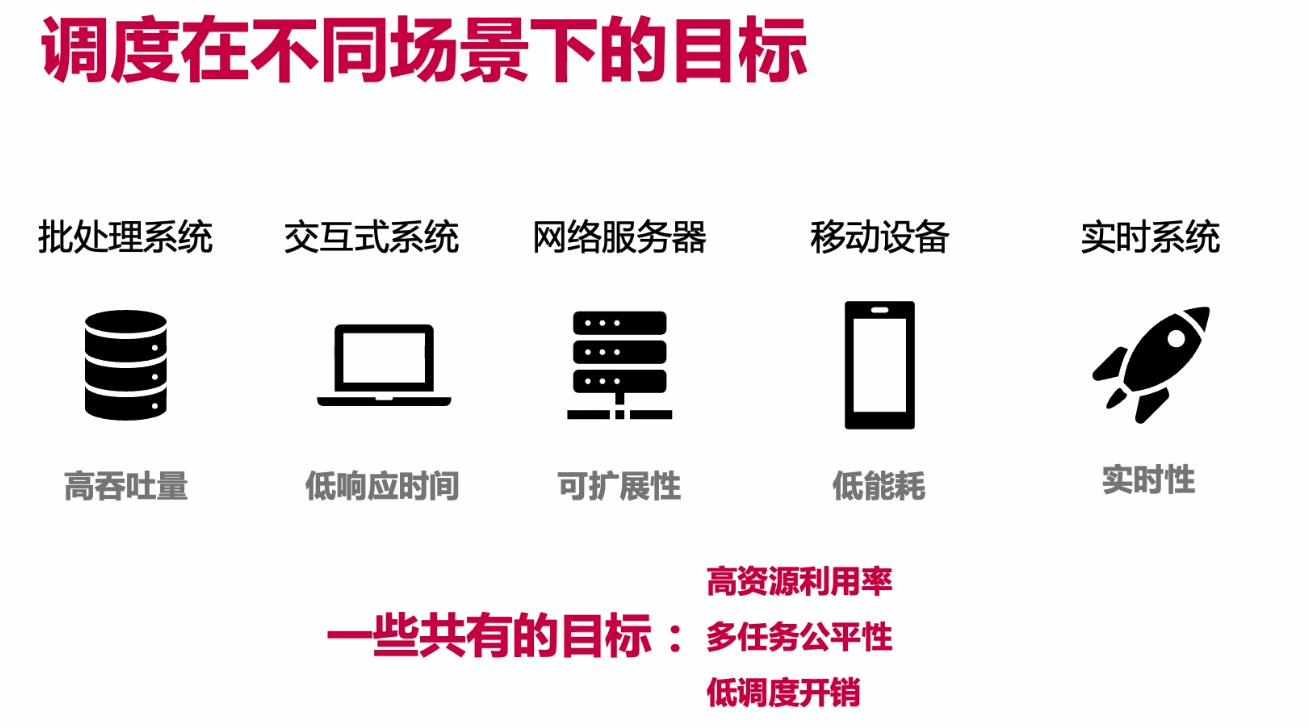 调度在不同场景下的目标
批处理系统
交互式系统
网络服务器
移动设备
实时系统
高吞吐量
低响应时间
可扩展性
低能耗
实时性
一些共有的目标：
高资源利用率
多任务公平性
低调度开销